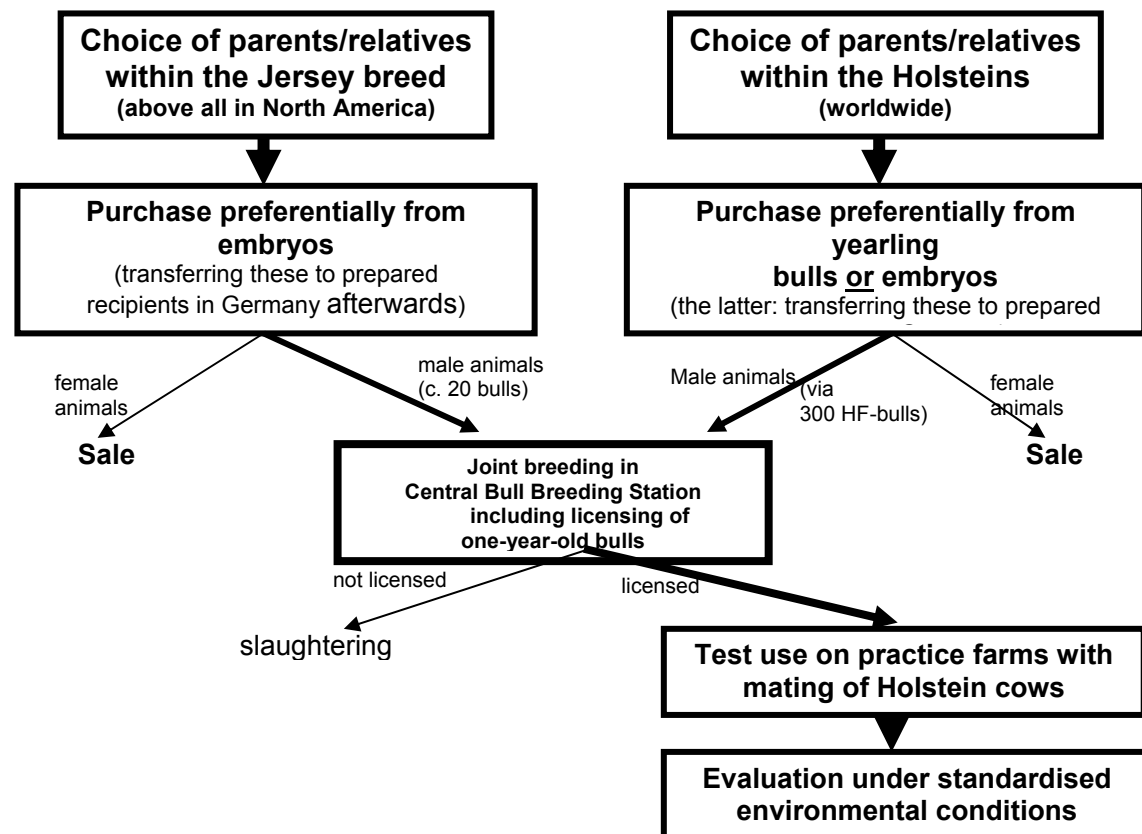 Choice of parents/relatives
within the Jersey breed
(above all in North America)
Choice of parents/relatives
within the Holsteins
(worldwide)
Purchase preferentially from
embryos
(transferring these to prepared
recipients in Germany afterwards)
Purchase preferentially from
yearling
bulls or embryos
(the latter: transferring these to prepared
female
animals
Sale
male animals
(c. 20 bulls)
Male animals
(via
300 HF-bulls)
female
animals
Sale
Joint breeding in
Central Bull Breeding Station
including licensing of
one-year-old bulls
not licensed
slaughtering
licensed
Test use on practice farms with
mating of Holstein cows
Evaluation under standardised
environmental conditions